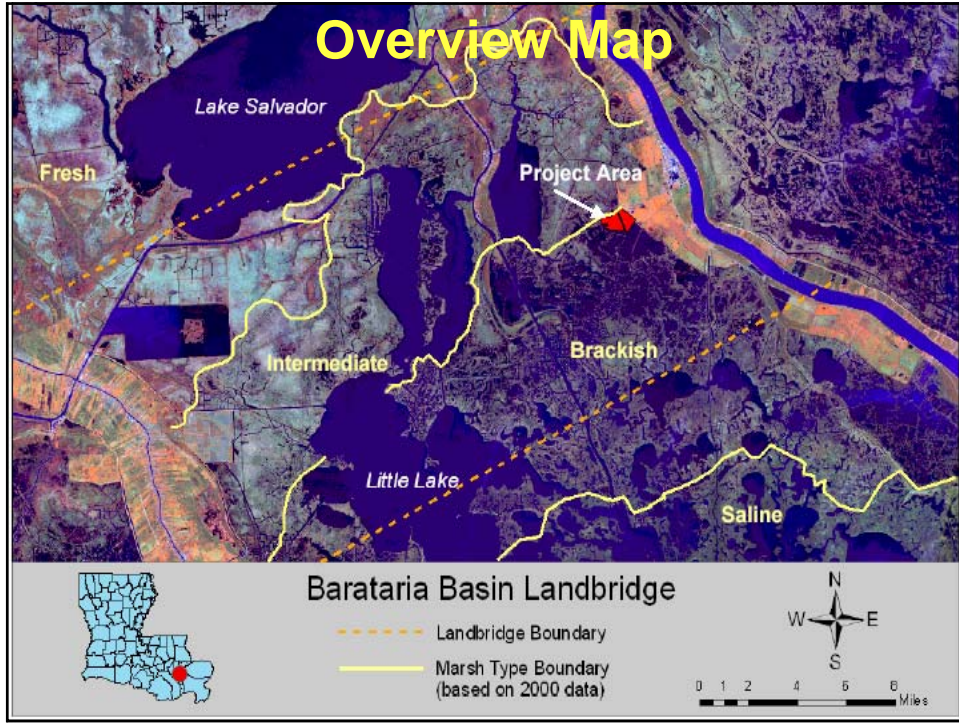 Overview Map
Lake Salvador
Fresh
Project Area
Intermediate
Brackish
Little Lake
Saline
Barataria Basin Landbridge
Landbridge Boundary
Marsh Type Boundary
(based on 2000 data)
N
W E
S
0 1 2 4 6 8
Miles